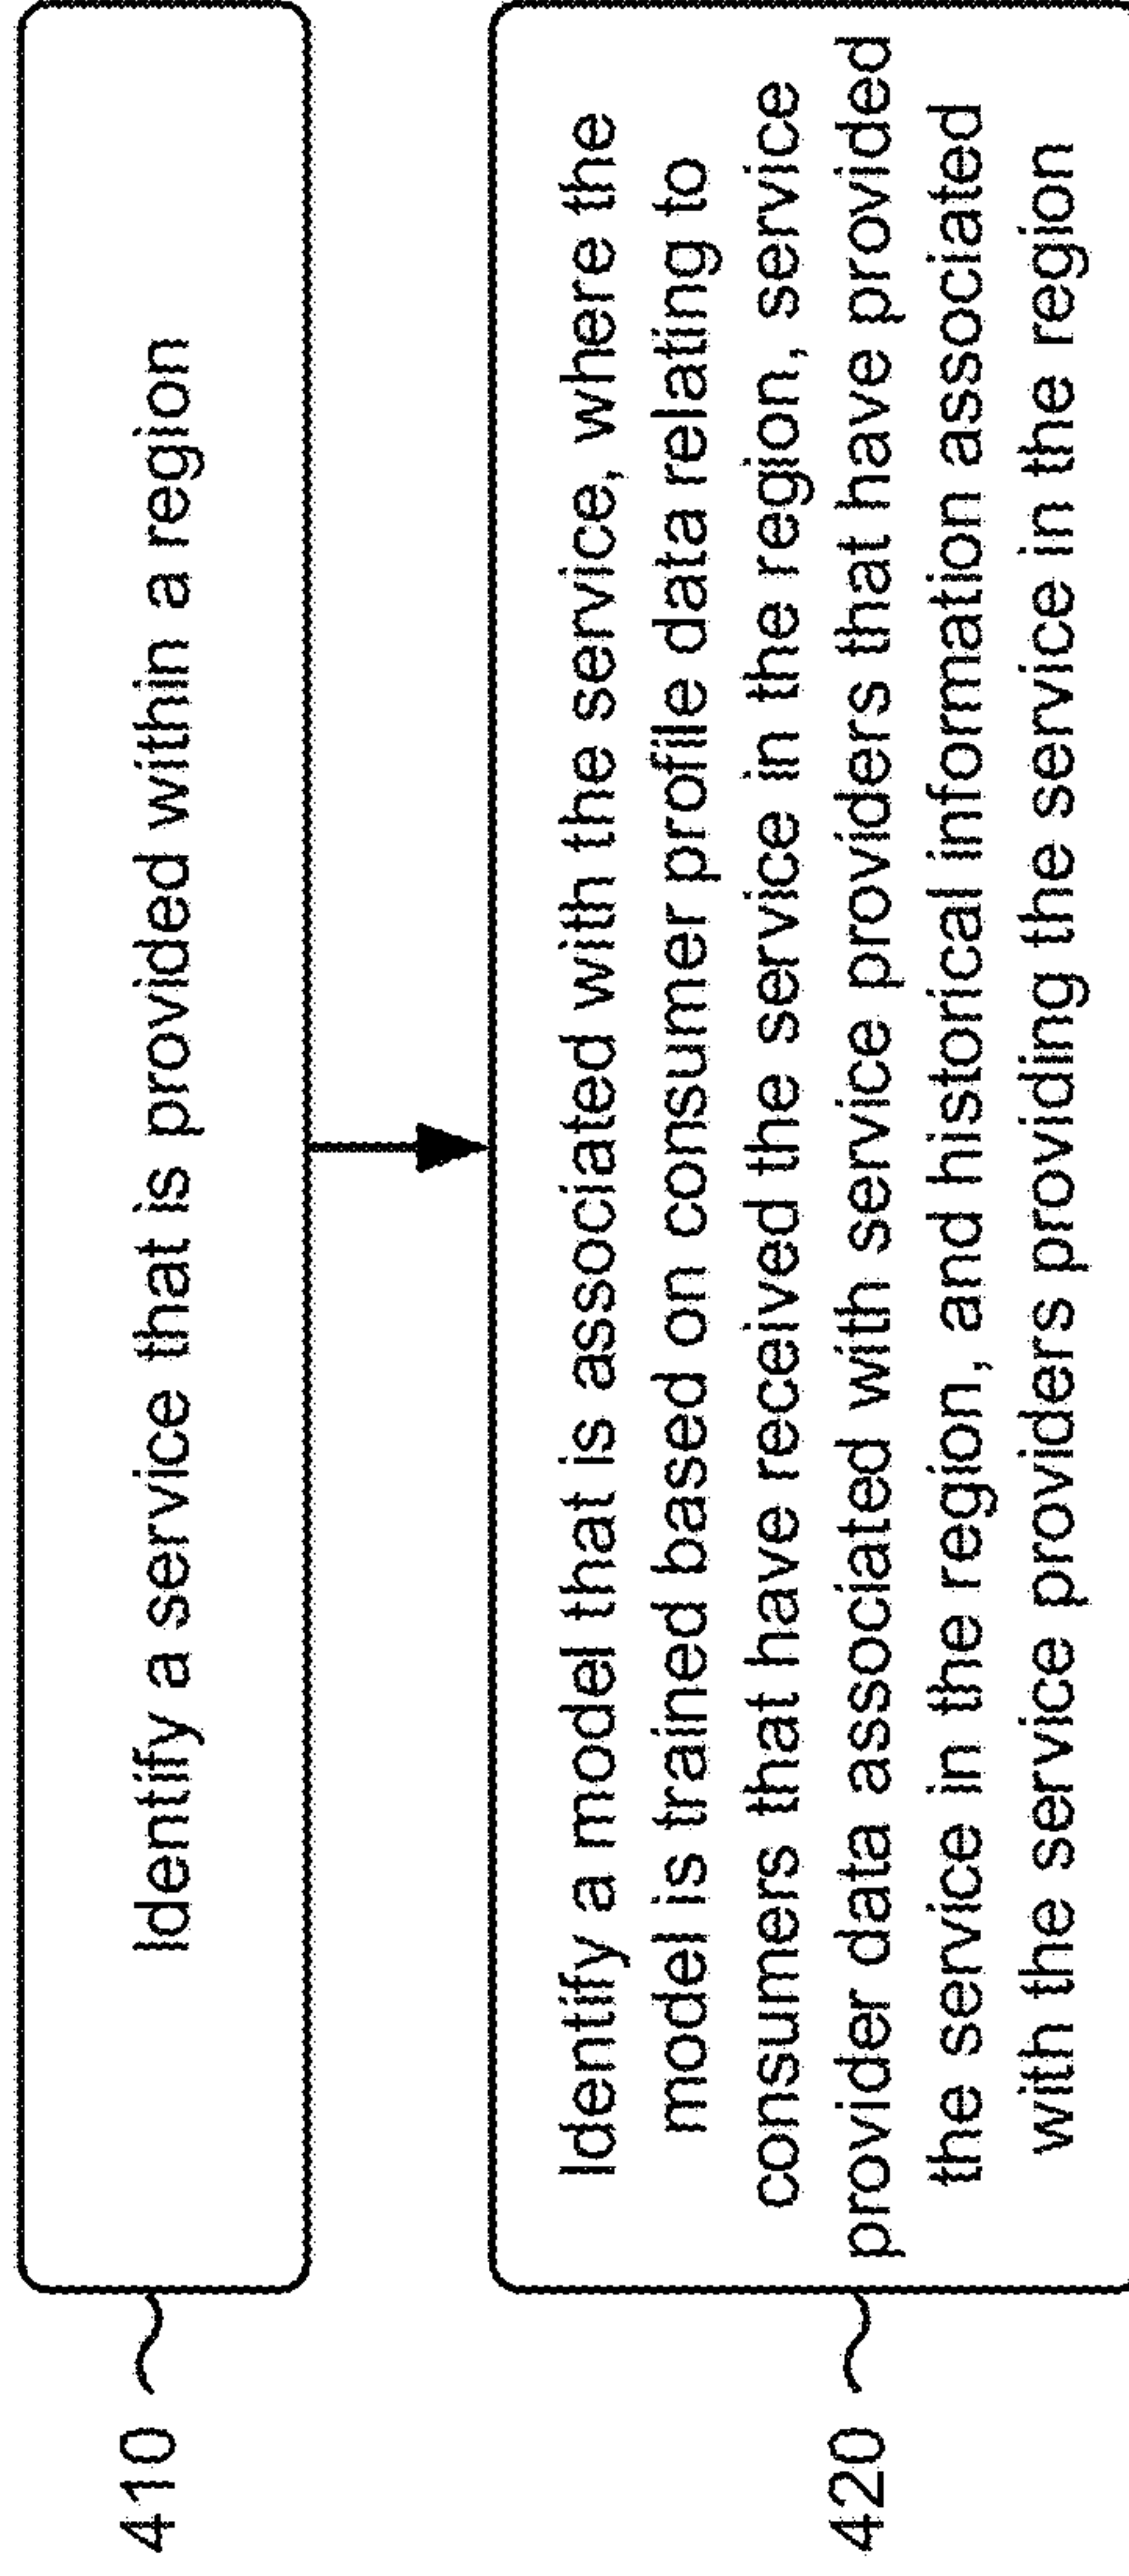 410
Identify a service that is provided within a region
420
Identify a model that is associated with the service, where the
model is trained based on consumer profile data relating to
consumers that have received the service in the region, service
provider data associated with service providers that have provided
the service in the region, and historical information associated
with the service providers providing the service in the region